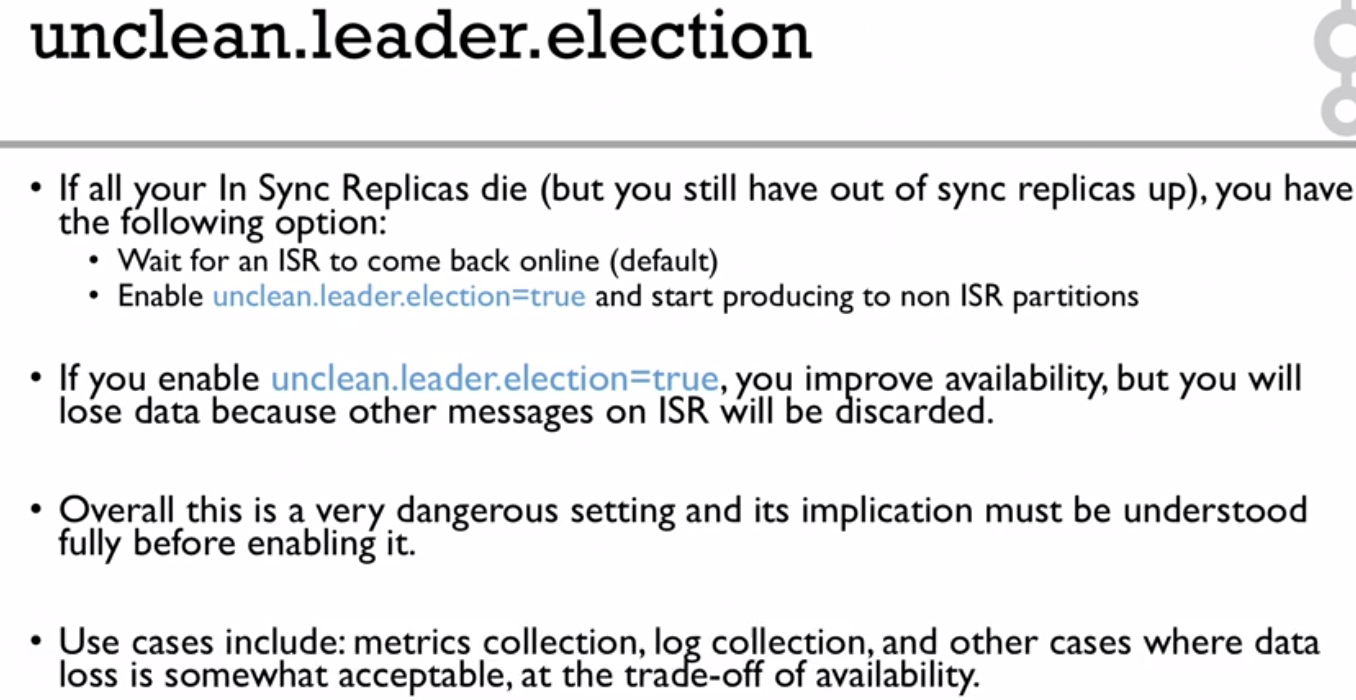 unclean.leader.election
• If all your In Sync Replicas die (but you still have out of sync replicas up), you have
the following option:
• Wait for an ISR to come back online (default)
• Enable unclean.leader.election=true and start producing to non ISR partitions
• If you enable unclean.leader.election=true, you improve availability, but you will
lose data because other messages on ISR will be discarded.
• Overall this is a very dangerous setting and its implication must be understood
fully before enabling it.
• Use cases include: metrics collection, log collection, and other cases where data
loss is somewhat acceptable, at the trade-off of availability.